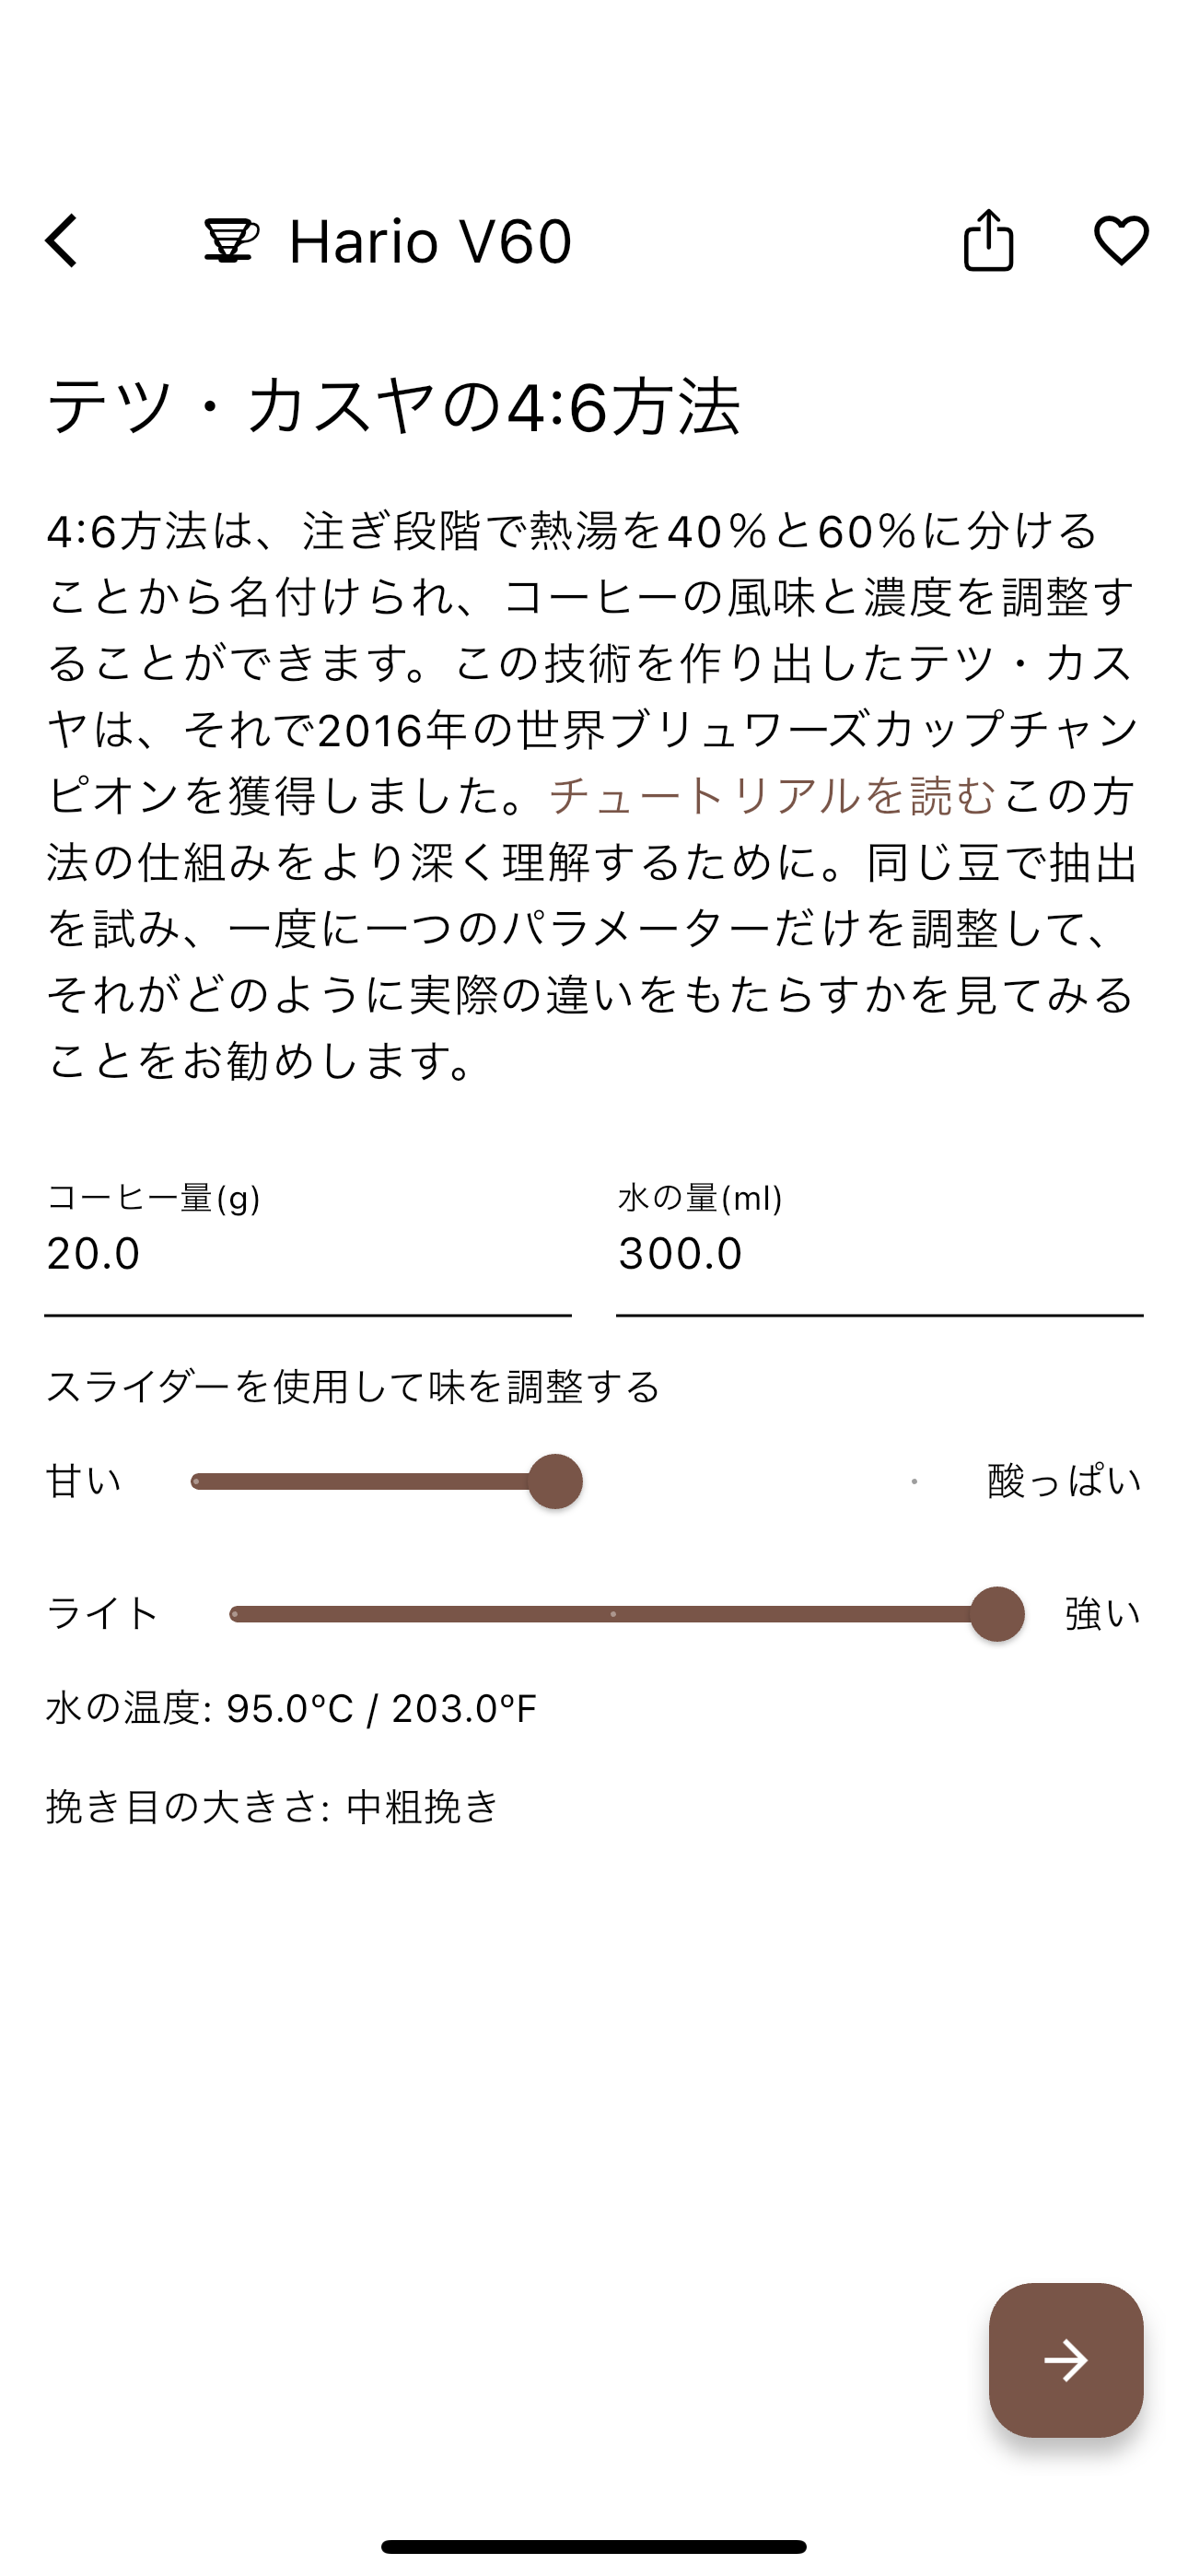 Hario V60
テツ・カスヤの4:6方法
4:6方法は、注ぎ段階で熱湯を40%と60%に分ける
ことから名付けられ、コーヒーの風味と濃度を調整す
ることができます。この技術を作り出したテツ・カス
ヤは、それで2016年の世界ブリュワーズカップチャン
ピオンを獲得しました。チュートリアルを読むこの方
法の仕組みをより深く理解するために。同じ豆で抽出
を試み、一度に一つのパラメーターだけを調整して、
それがどのように実際の違いをもたらすかを見てみる
ことをお勧めします。
コーヒー量(g)
水の量(ml)
20.0
300.0
スライダーを使用して味を調整する
甘い
酸っぱい
ライト
強い
水の温度: 95.0ºC / 203.0ºF
挽き目の大きさ: 中粗挽き